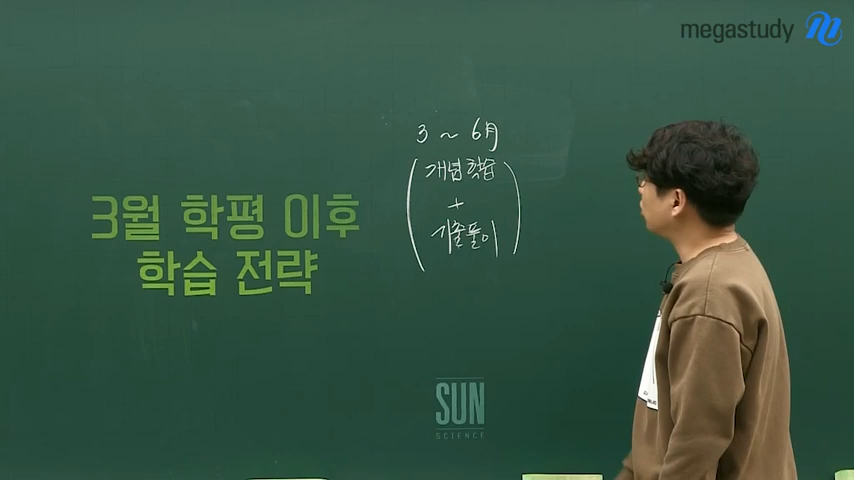 megastudy
3월 학평 이후
학습 전략
3 ~ 6月
개념학습
+
기출풀이
SUN
SCIENCE